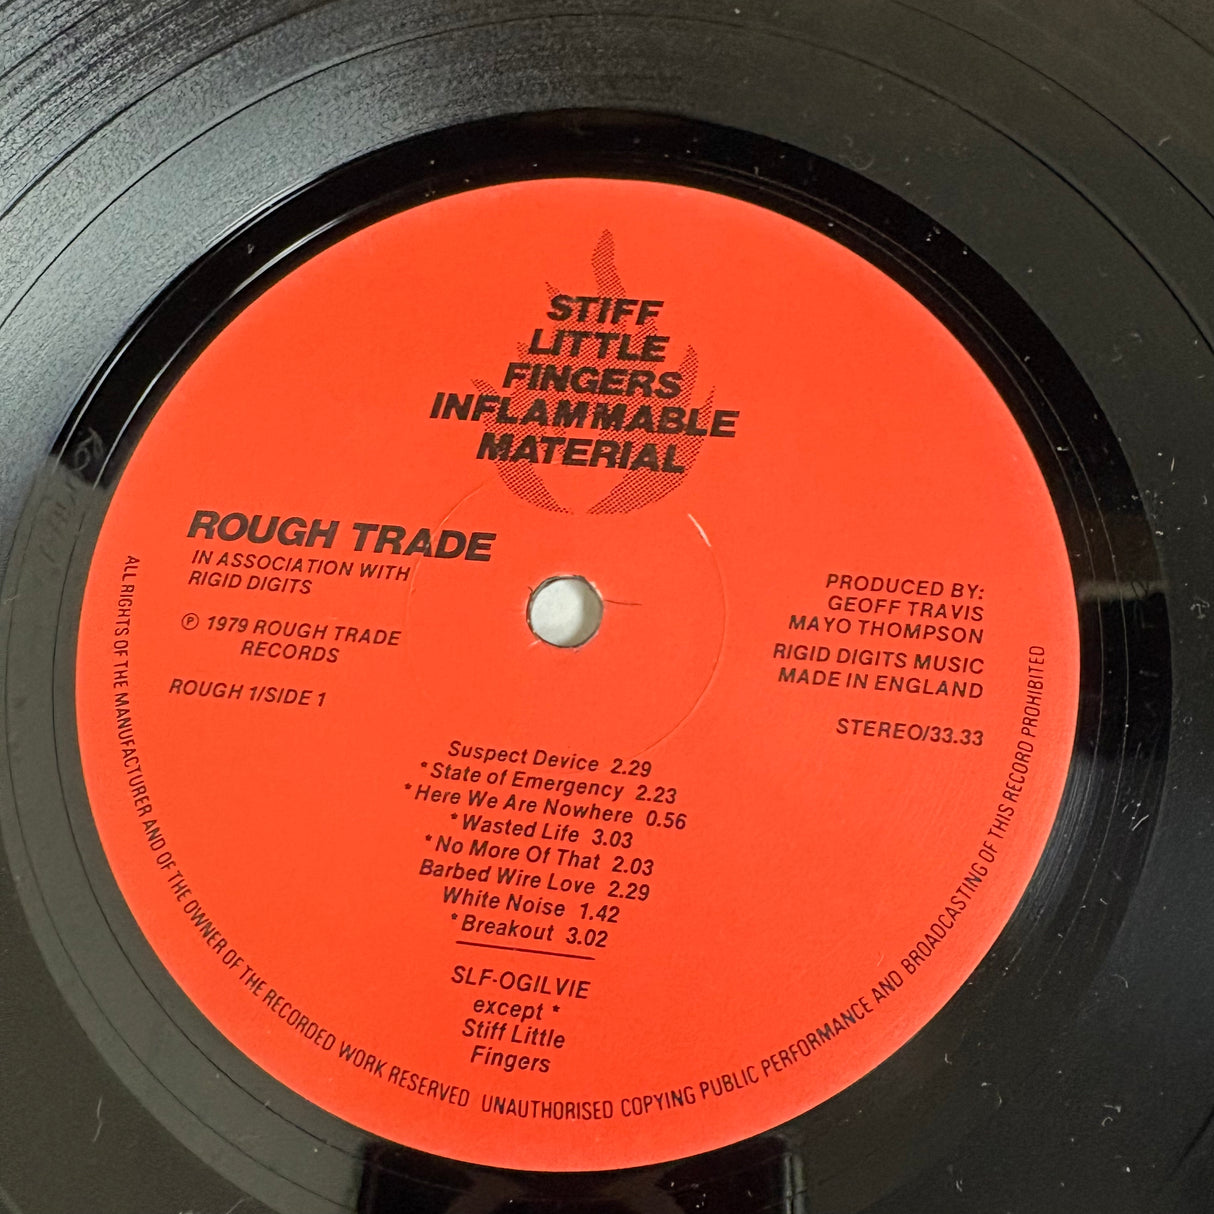 STIFF
LITTLE
FINGERS
INFLAMMABLE
MATERIAL
ROUGH TRADE
IN ASSOCIATION WITH
RIGID DIGITS
℗ 1979 ROUGH TRADE
RECORDS
ROUGH 1/SIDE 1
PRODUCED BY:
GEOFF TRAVIS
MAYO THOMPSON
RIGID DIGITS MUSIC
MADE IN ENGLAND
STEREO/33.33
Suspect Device 2.29
*State of Emergency 2.23
*Here We Are Nowhere 0.56
*Wasted Life 3.03
*No More Of That 2.03
Barbed Wire Love 2.29
White Noise 1.42
*Breakout 3.02
SLF-OGILVIE
except *
Stiff Little
Fingers
ALL RIGHTS OF THE MANUFACTURER AND OF THE OWNER OF THE RECORDED WORK RESERVED UNAUTHORISED COPYING PUBLIC PERFORMANCE AND BROADCASTING OF THIS RECORD PROHIBITED